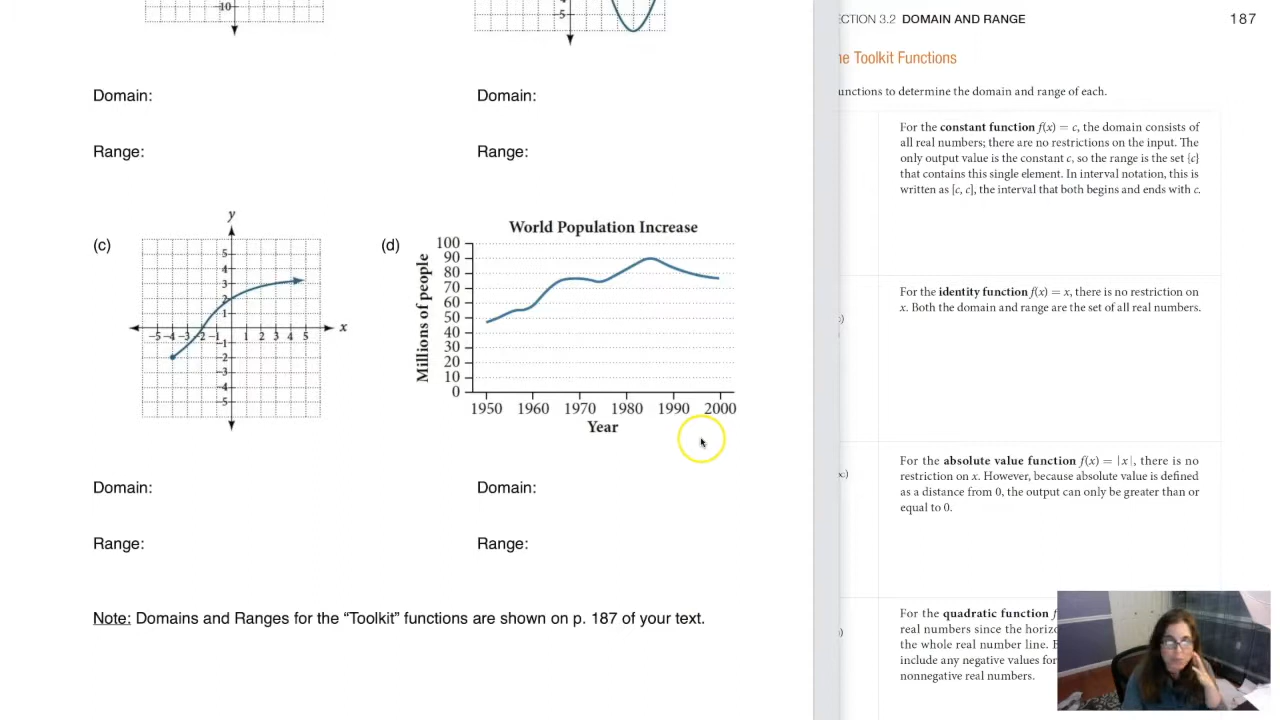 10
-5
Domain:
Domain:
Range:
Range:
(c)
y
5
4
3
2
1
-5 -4 -3 -2 -1
1 2 3 4 5
x
-1
-2
-3
-4
-5
(d)
World Population Increase
Millions of people
100
90
80
70
60
50
40
30
20
10
0
1950 1960 1970 1980 1990 2000
Year
Domain:
Domain:
Range:
Range:
Note: Domains and Ranges for the “Toolkit” functions are shown on p. 187 of your text.
CTION 3.2 DOMAIN AND RANGE
187
e Toolkit Functions
unctions to determine the domain and range of each.
For the constant function f(x) = c, the domain consists of
all real numbers; there are no restrictions on the input. The
only output value is the constant c, so the range is the set {c}
that contains this single element. In interval notation, this is
written as [c, c], the interval that both begins and ends with c.
For the identity function f(x) = x, there is no restriction on
x. Both the domain and range are the set of all real numbers.
For the absolute value function f(x) = |x|, there is no
restriction on x. However, because absolute value is defined
as a distance from 0, the output can only be greater than or
equal to 0.
For the quadratic function f
real numbers since the horizo
the whole real number line.
include any negative values for
nonnegative real numbers.